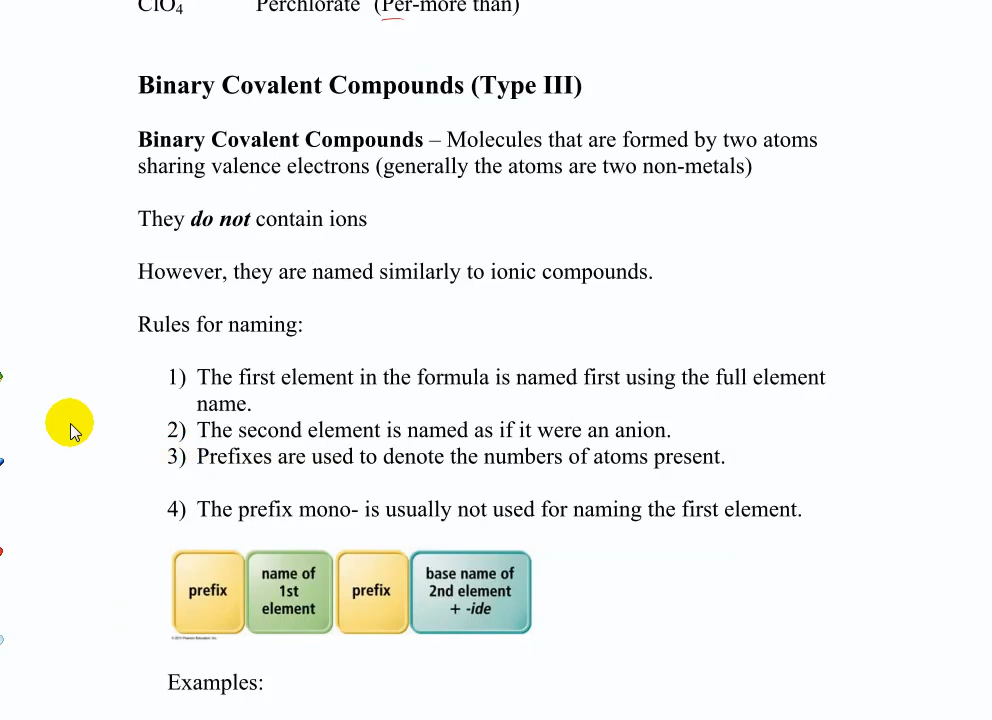 ClO4 Perchlorate (Per-more than)
Binary Covalent Compounds (Type III)
Binary Covalent Compounds – Molecules that are formed by two atoms
sharing valence electrons (generally the atoms are two non-metals)
They do not contain ions
However, they are named similarly to ionic compounds.
Rules for naming:
1) The first element in the formula is named first using the full element
name.
2) The second element is named as if it were an anion.
3) Prefixes are used to denote the numbers of atoms present.
4) The prefix mono- is usually not used for naming the first element.
prefix
name of
1st
element
prefix
base name of
2nd element
+ -ide
Examples: